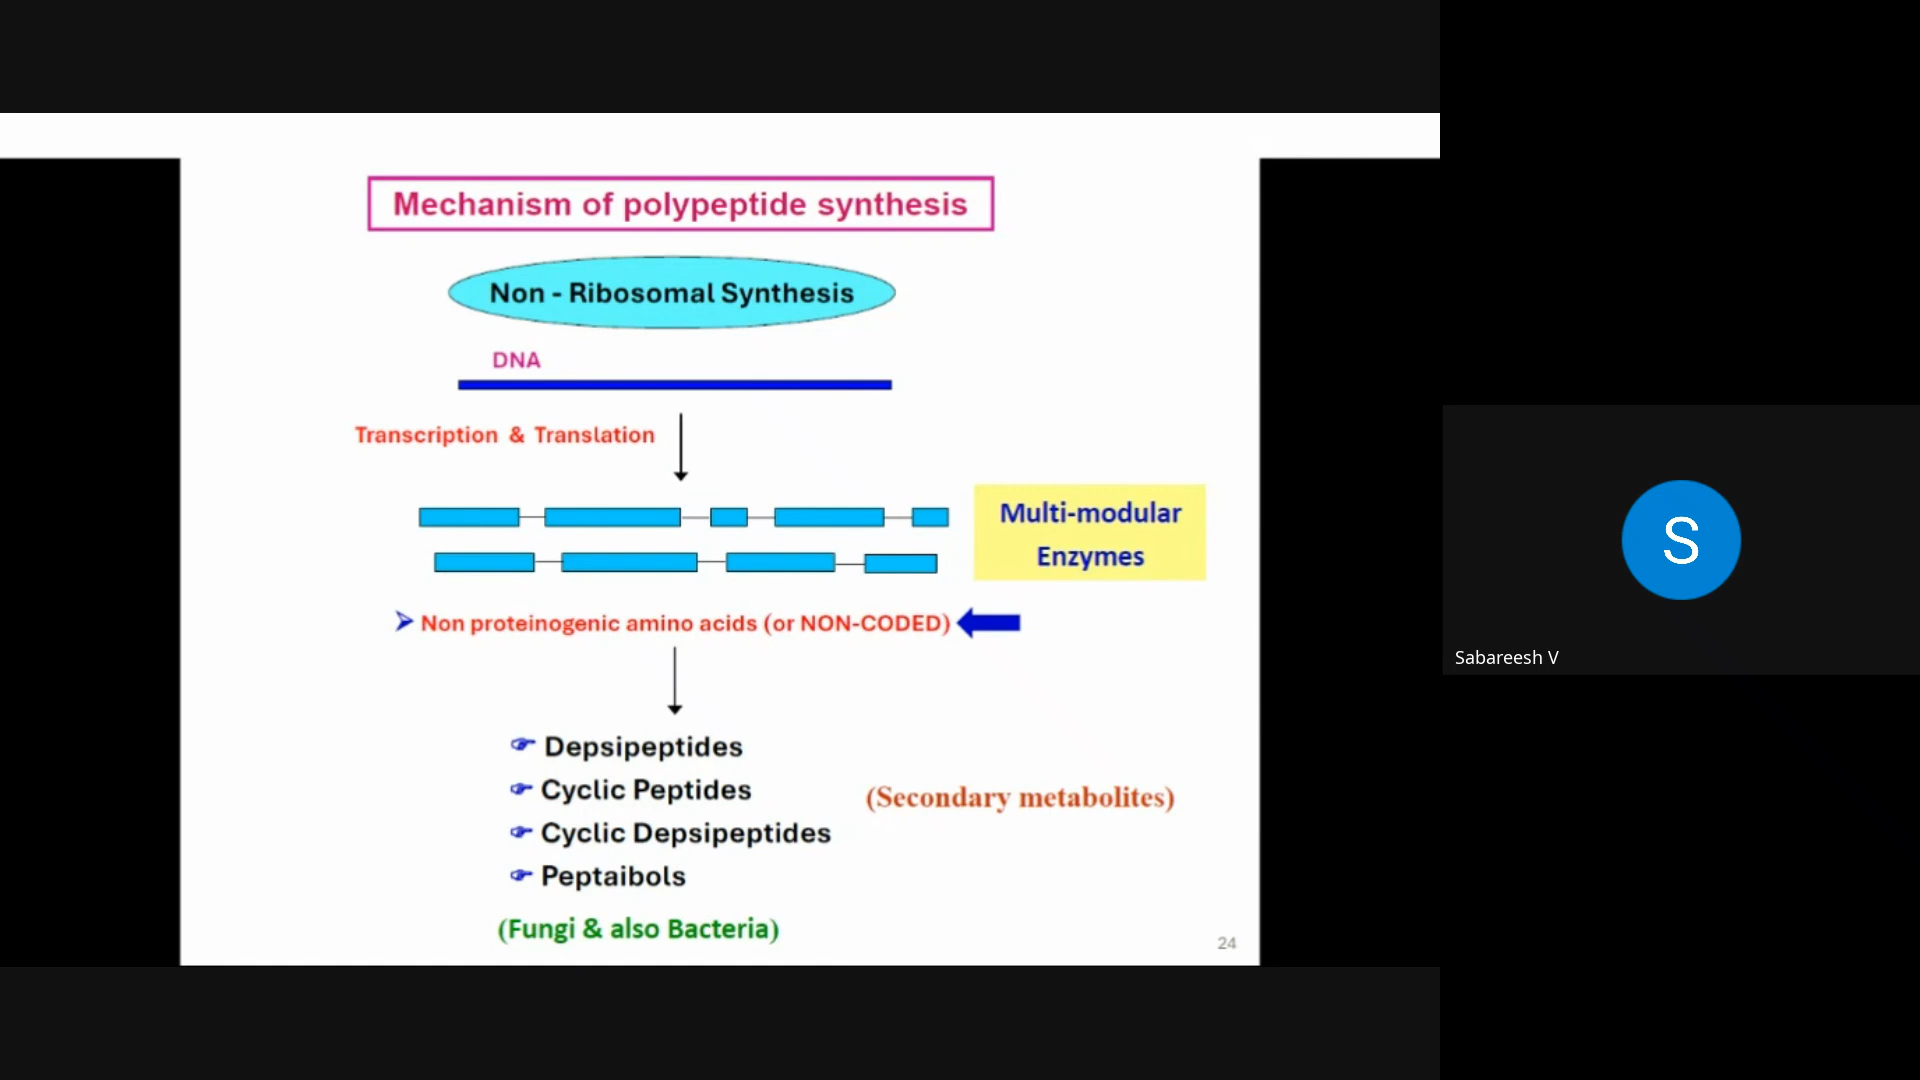 Mechanism of polypeptide synthesis
Non - Ribosomal Synthesis
DNA
Transcription & Translation
Multi-modular
Enzymes
Non proteinogenic amino acids (or NON-CODED)
Depsipeptides
Cyclic Peptides
(Secondary metabolites)
Cyclic Depsipeptides
Peptaibols
(Fungi & also Bacteria)
24
S
Sabareesh V